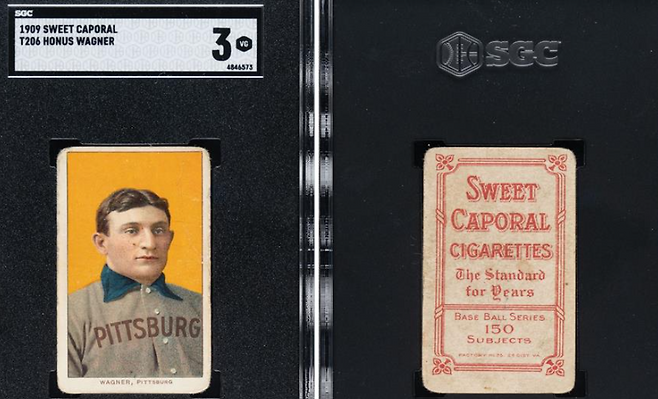 SGC
1909 SWEET CAPORAL
T206 HONUS WAGNER
3 VG
4846573
PITTSBURG
WAGNER, PITTSBURG
SGC
SWEET
CAPORAL
CIGARETTES
The Standard
for Years
BASE BALL SERIES
150
SUBJECTS